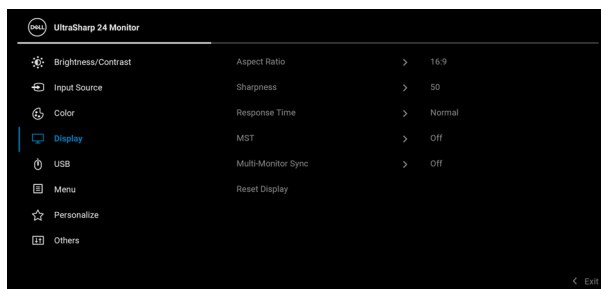 DELL UltraSharp 24 Monitor
Brightness/Contrast Aspect Ratio > 16:9
Input Source Sharpness > 50
Color Response Time > Normal
Display MST > Off
USB Multi-Monitor Sync > Off
Menu Reset Display
Personalize
Others
< Exit